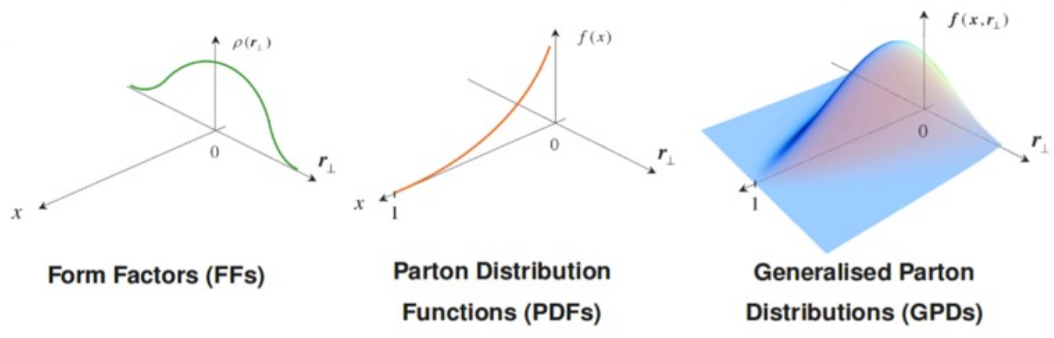 ρ(r⊥)
0
r⊥
x
Form Factors (FFs)
f(x)
0
r⊥
x
1
Parton Distribution
Functions (PDFs)
f(x,r⊥)
0
r⊥
1
Generalised Parton
Distributions (GPDs)